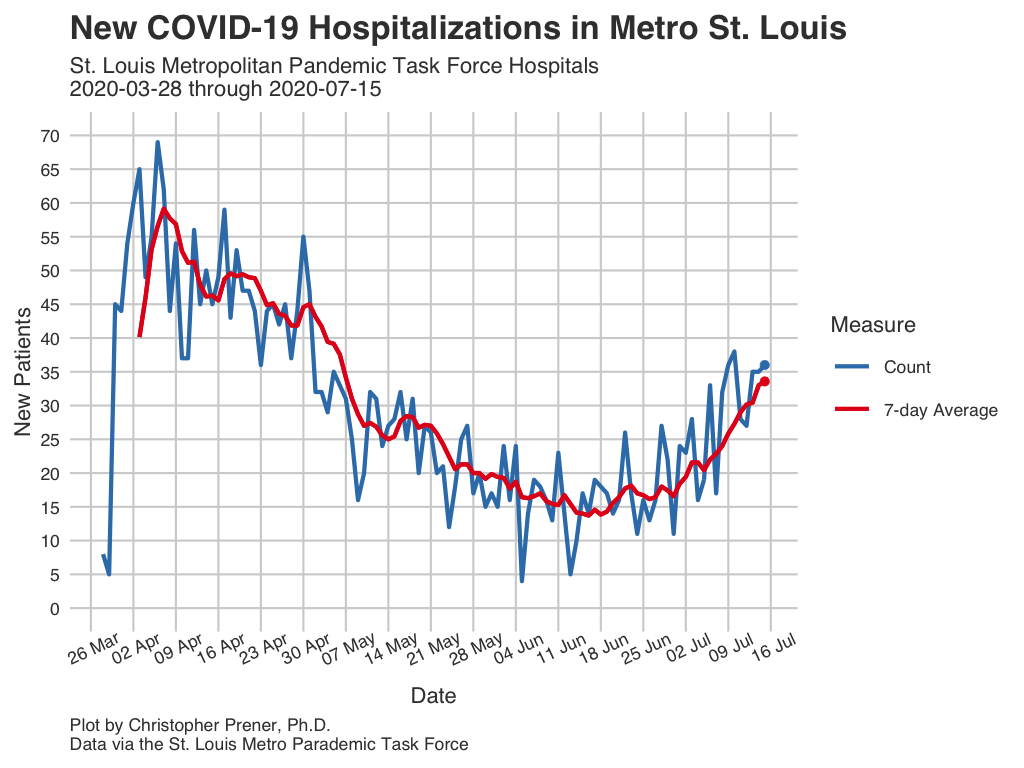 New COVID-19 Hospitalizations in Metro St. Louis
St. Louis Metropolitan Pandemic Task Force Hospitals
2020-03-28 through 2020-07-15
70
65
60
55
50
45
40
35
30
25
20
15
10
5
0
New Patients
26 Mar
02 Apr
09 Apr
16 Apr
23 Apr
30 Apr
07 May
14 May
21 May
28 May
04 Jun
11 Jun
18 Jun
25 Jun
02 Jul
09 Jul
16 Jul
Date
Measure
Count
7-day Average
Plot by Christopher Prener, Ph.D.
Data via the St. Louis Metro Parademic Task Force